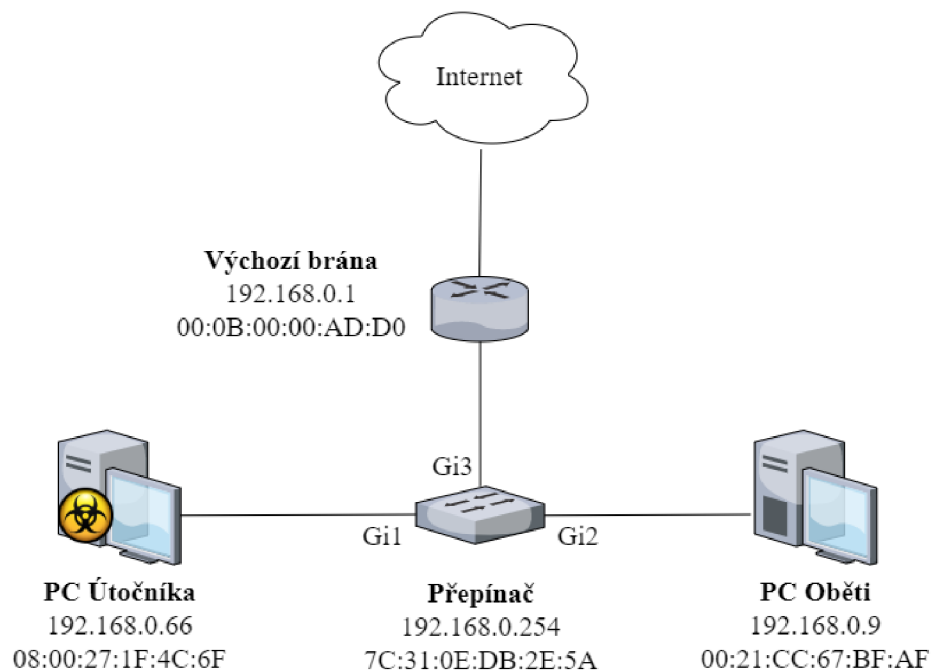 Internet
Výchozí brána
192.168.0.1
00:0B:00:00:AD:D0
Gi3
Gi1
Gi2
PC Útočníka
192.168.0.66
08:00:27:1F:4C:6F
Přepínač
192.168.0.254
7C:31:0E:DB:2E:5A
PC Oběti
192.168.0.9
00:21:CC:67:BF:AF